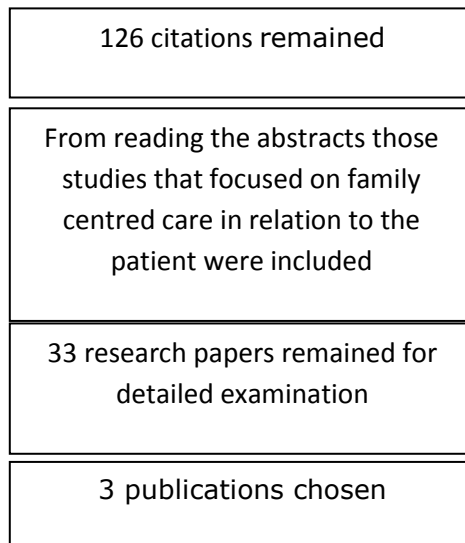 126 citations remained
From reading the abstracts those
studies that focused on family
centred care in relation to the
patient were included
33 research papers remained for
detailed examination
3 publications chosen